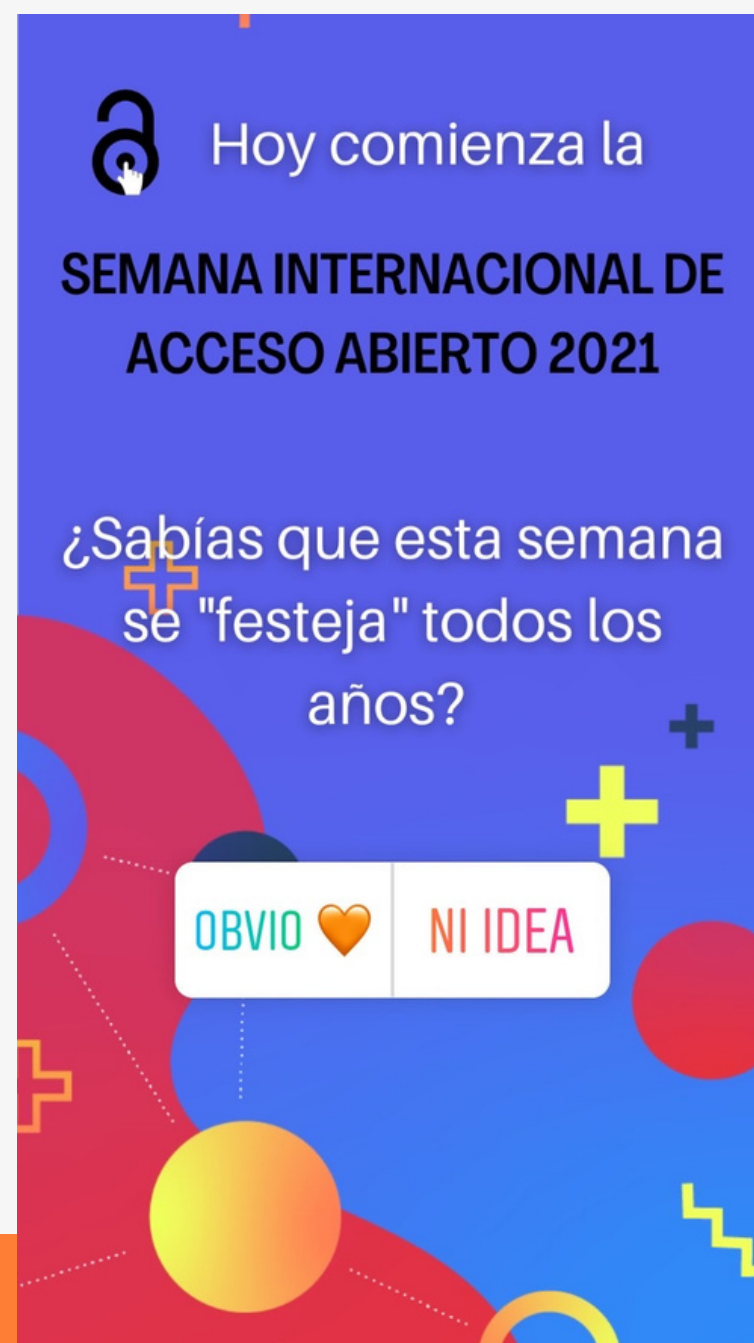 Hoy comienza la
SEMANA INTERNACIONAL DE
ACCESO ABIERTO 2021
¿Sabías que esta semana
se "festeja" todos los
años?
OBVIO 🧡 NI IDEA